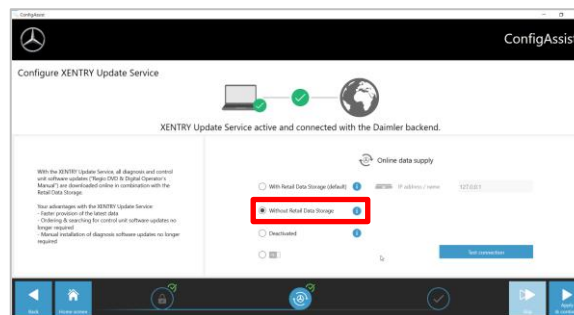 ConfigAssist
ConfigAssist
Configure XENTRY Update Service
XENTRY Update Service active and connected with the Daimler backend.
Online data supply
With the XENTRY Update Service, all diagnosis and control
unit software updates ("Regio DVD & Digital Operator's
Manual") are downloaded online in combination with the
Retail Data Storage.
With Retail Data Storage (default)
IP address / name
127.0.0.1
Your advantages with the XENTRY Update Service:
- Faster provision of the latest data
- Ordering & searching for control unit software updates no
longer required
- Manual installation of diagnosis software updates no longer
required
Without Retail Data Storage
Deactivated
Test connection
Back
Home screen
Skip
Apply